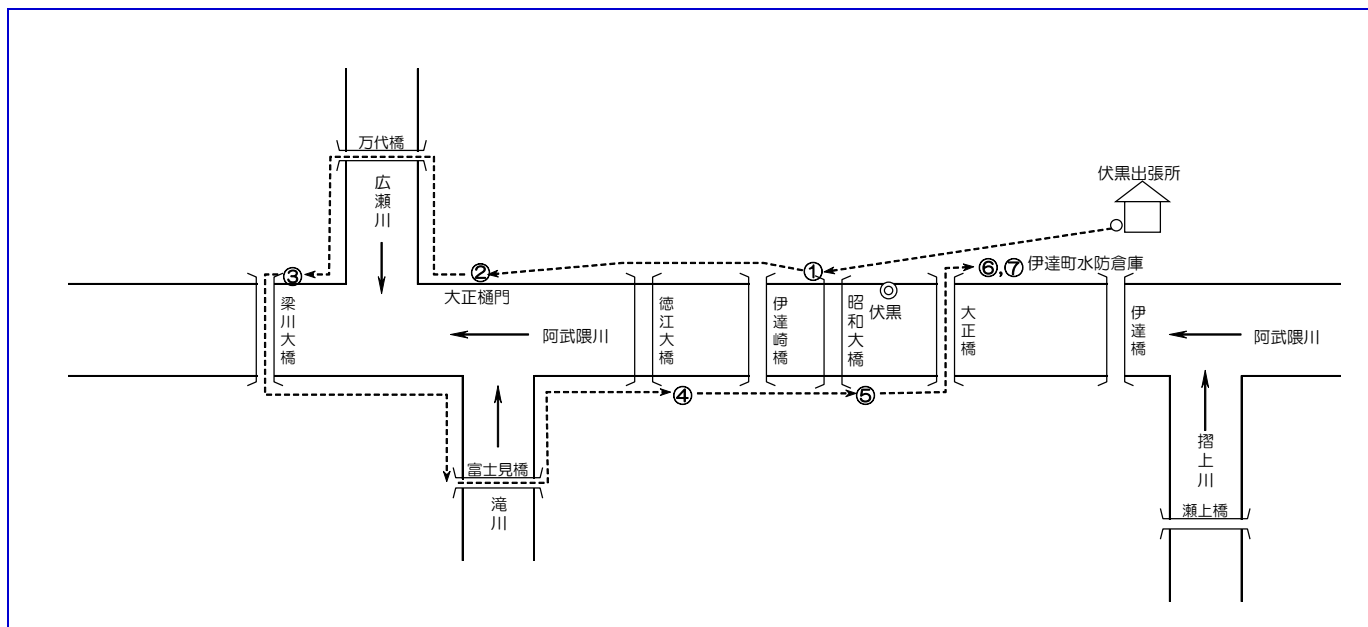 万代橋
広瀬川
伏黒出張所
③
②
①
⑥,⑦
伊達町水防倉庫
大正樋門
伏黒
梁川大橋
徳江大橋
伊達崎橋
昭和大橋
大正橋
伊達橋
阿武隈川
阿武隈川
④
⑤
摺上川
富士見橋
滝川
瀬上橋